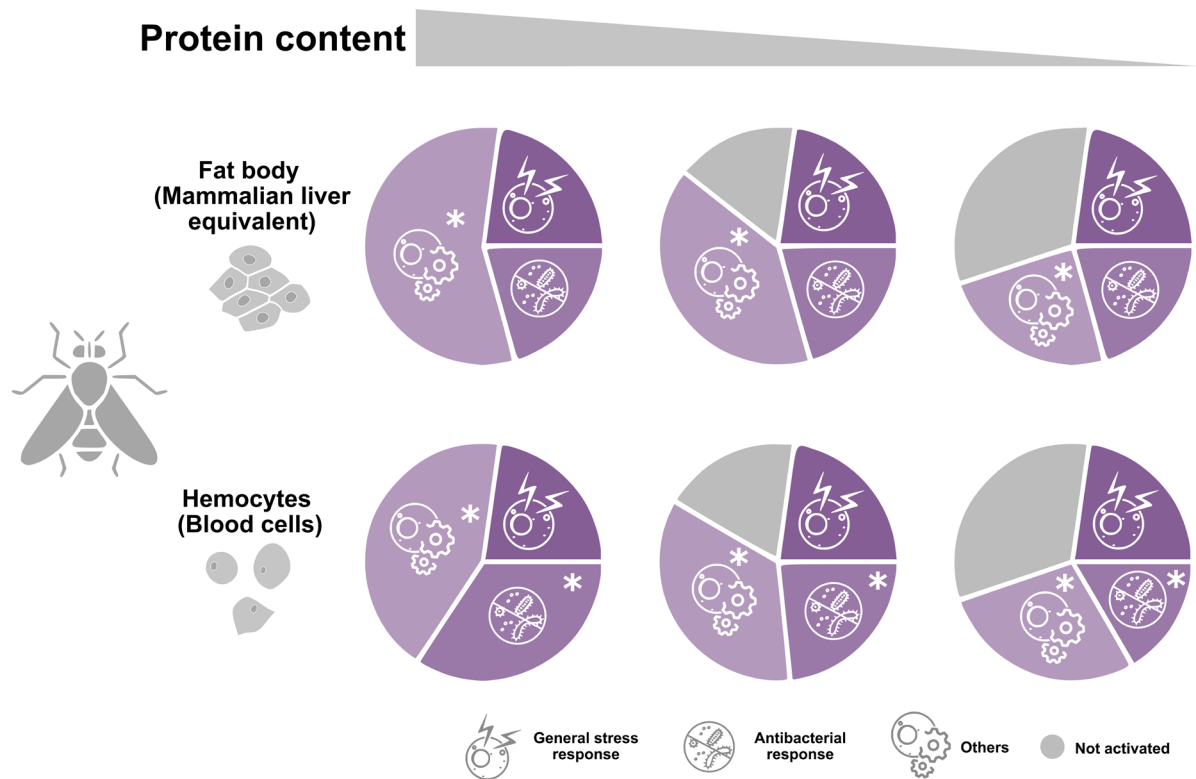 Protein content
Fat body
(Mammalian liver
equivalent)
*
*
*
Hemocytes
(Blood cells)
*
*
*
*
*
*
General stress
response
Antibacterial
response
Others
Not activated